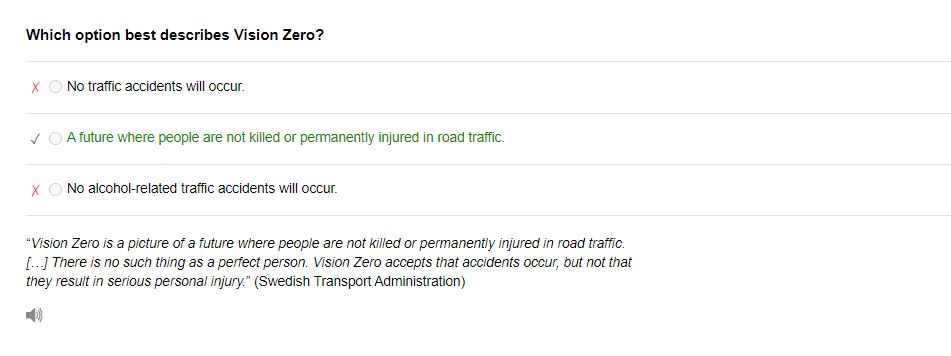 Which option best describes Vision Zero?
✗ No traffic accidents will occur.
✓ A future where people are not killed or permanently injured in road traffic.
✗ No alcohol-related traffic accidents will occur.
“Vision Zero is a picture of a future where people are not killed or permanently injured in road traffic.
[…] There is no such thing as a perfect person. Vision Zero accepts that accidents occur, but not that
they result in serious personal injury.” (Swedish Transport Administration)